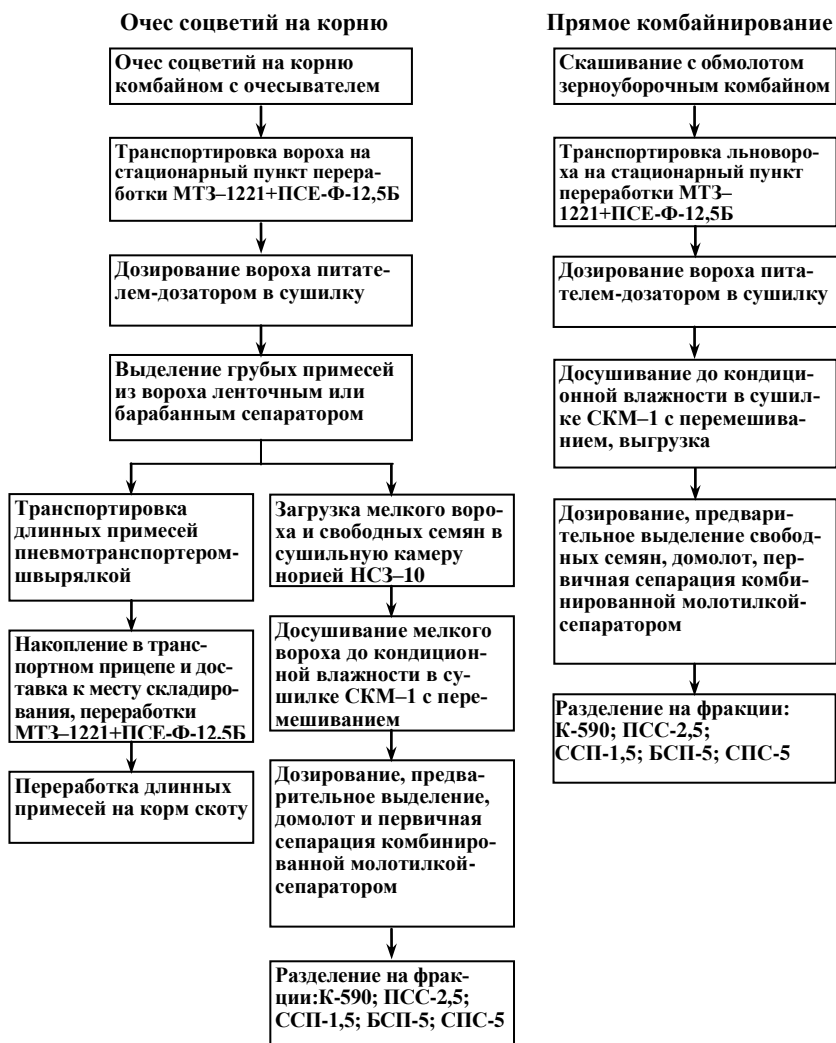 Очес соцветий на корню
Очес соцветий на корню
комбайном с очесывателем
Транспортировка вороха на
стационарный пункт перера-
ботки МТЗ–1221+ПСЕ-Ф-12,5Б
Дозирование вороха питате-
лем-дозатором в сушилку
Выделение грубых примесей
из вороха ленточным или
барабанным сепаратором
Транспортировка
длинных примесей
пневмотранспортером-
швырялкой
Накопление в транс-
портном прицепе и дос-
тавка к месту складиро-
вания, переработки
МТЗ–1221+ПСЕ-Ф-12,5Б
Переработка длинных
примесей на корм скоту
Загрузка мелкого воро-
ха и свободных семян в
сушильную камеру
норией НСЗ–10
Досушивание мелкого
вороха до кондицион-
ной влажности в су-
шилке СКМ–1 с пере-
мешиванием
Дозирование, предва-
рительное выделение,
домолот и первичная
сепарация комбиниро-
ванной молотилкой-
сепаратором
Разделение на фрак-
ции:К-590; ПСС-2,5;
ССП-1,5; БСП-5; СПС-5
Прямое комбайнирование
Скашивание с обмолотом
зерноуборочным комбайном
Транспортировка льновороха
роха на стационарный пункт
переработки МТЗ–
1221+ПСЕ-Ф-12,5Б
Дозирование вороха пита-
телем-дозатором в сушилку
Досушивание до кондици-
онной влажности в сушил-
ке СКМ–1 с перемешива-
нием, выгрузка
Дозирование, предвари-
тельное выделение свобод-
ных семян, домолот, пер-
вичная сепарация комби-
нированной молотилкой-
сепаратором
Разделение на фракции:
К-590; ПСС-2,5;
ССП-1,5; БСП-5; СПС-5